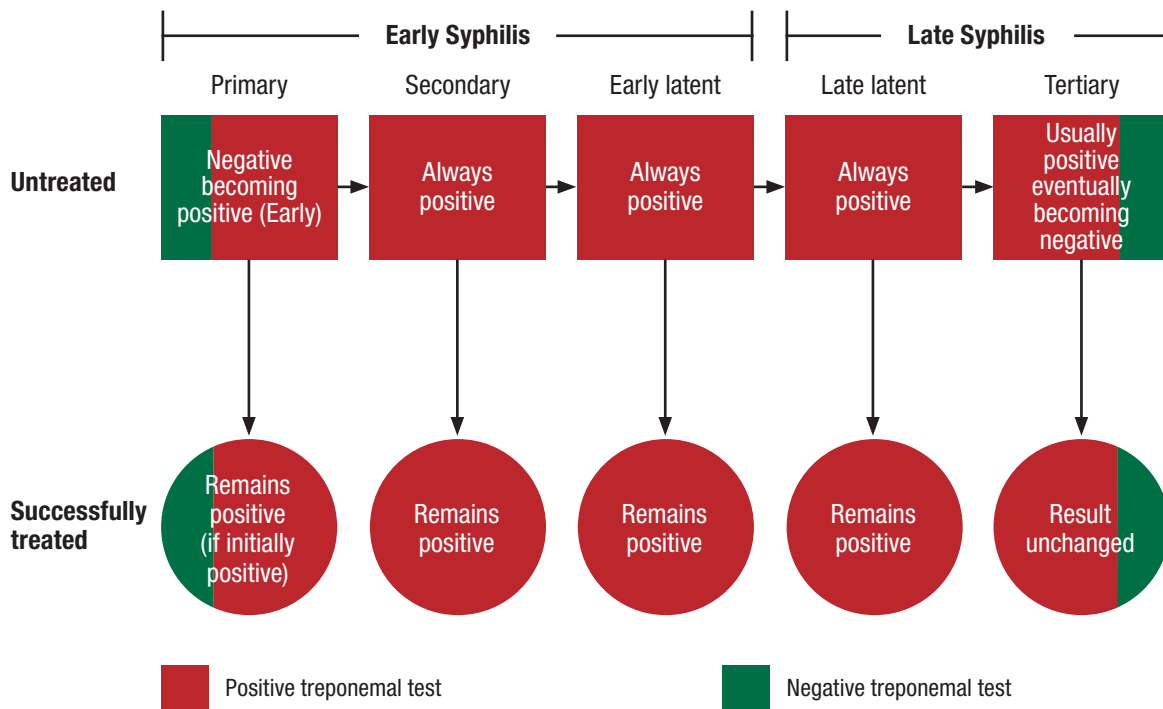 Early Syphilis
Late Syphilis
Primary
Secondary
Early latent
Late latent
Tertiary
Untreated
Negative
becoming
positive (Early)
Always
positive
Always
positive
Always
positive
Usually
positive
eventually
becoming
negative
Successfully
treated
Remains
positive
(if initially
positive)
Remains
positive
Remains
positive
Remains
positive
Result
unchanged
Positive treponemal test
Negative treponemal test